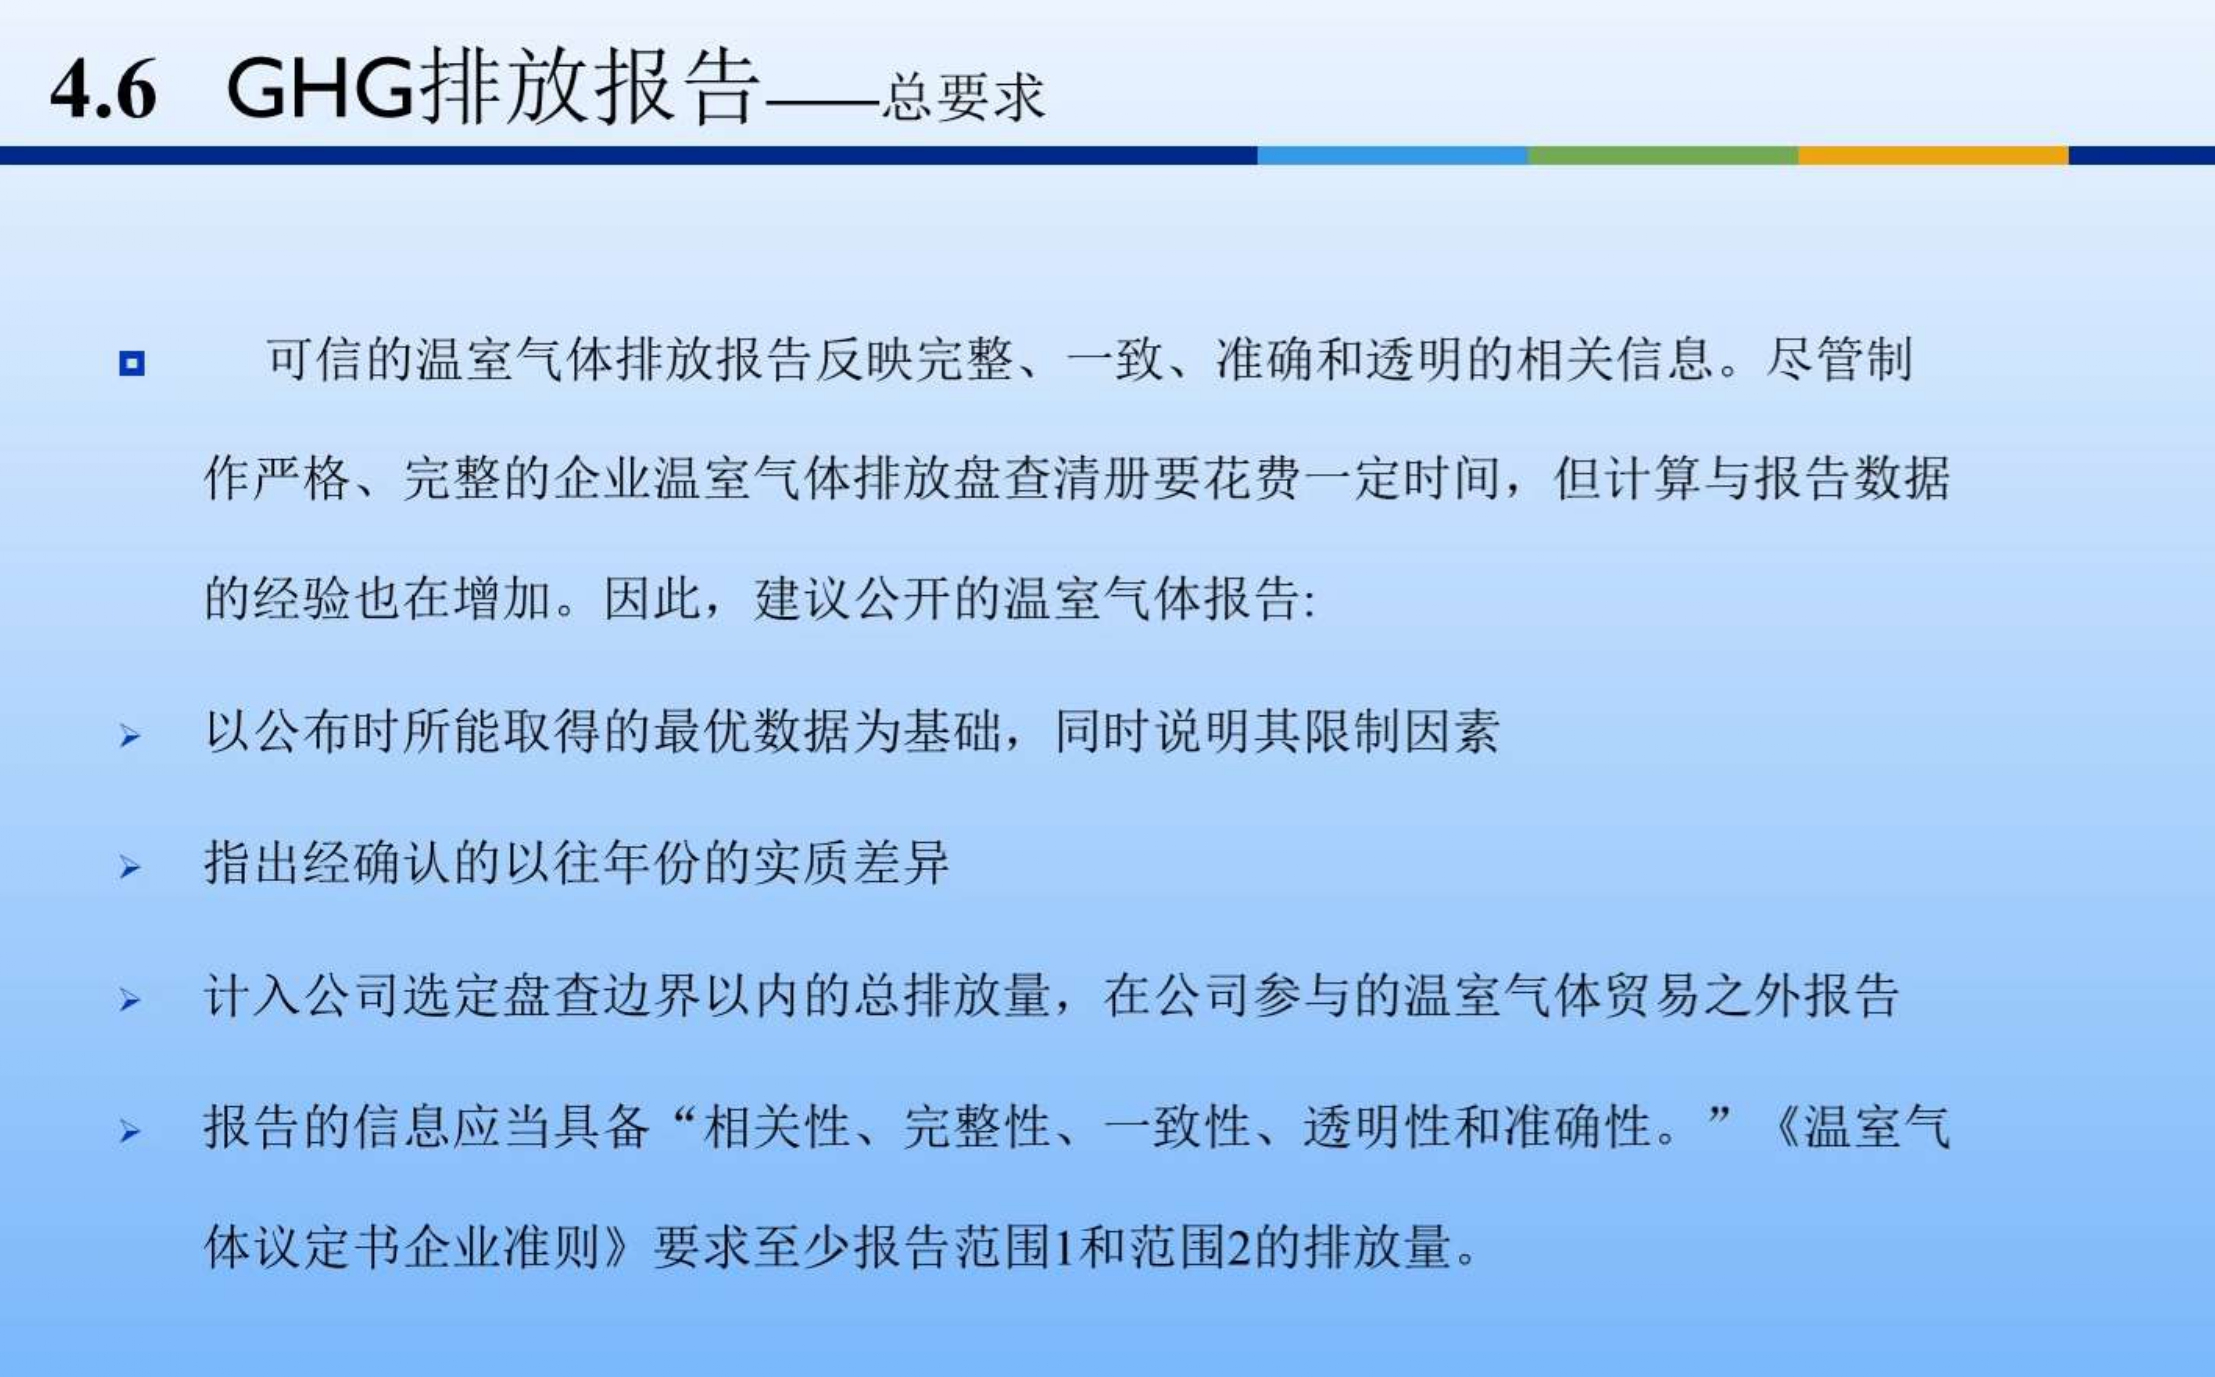 4.6 GHG排放报告——总要求
可信的温室气体排放报告反映完整、一致、准确和透明的相关信息。尽管制
作严格、完整的企业温室气体排放盘查清册要花费一定时间，但计算与报告数据
的经验也在增加。因此，建议公开的温室气体报告:
以公布时所能取得的最优数据为基础，同时说明其限制因素
指出经确认的以往年份的实质差异
计入公司选定盘查边界以内的总排放量，在公司参与的温室气体贸易之外报告
报告的信息应当具备“相关性、完整性、一致性、透明性和准确性。”《温室气
体议定书企业准则》要求至少报告范围1和范围2的排放量。